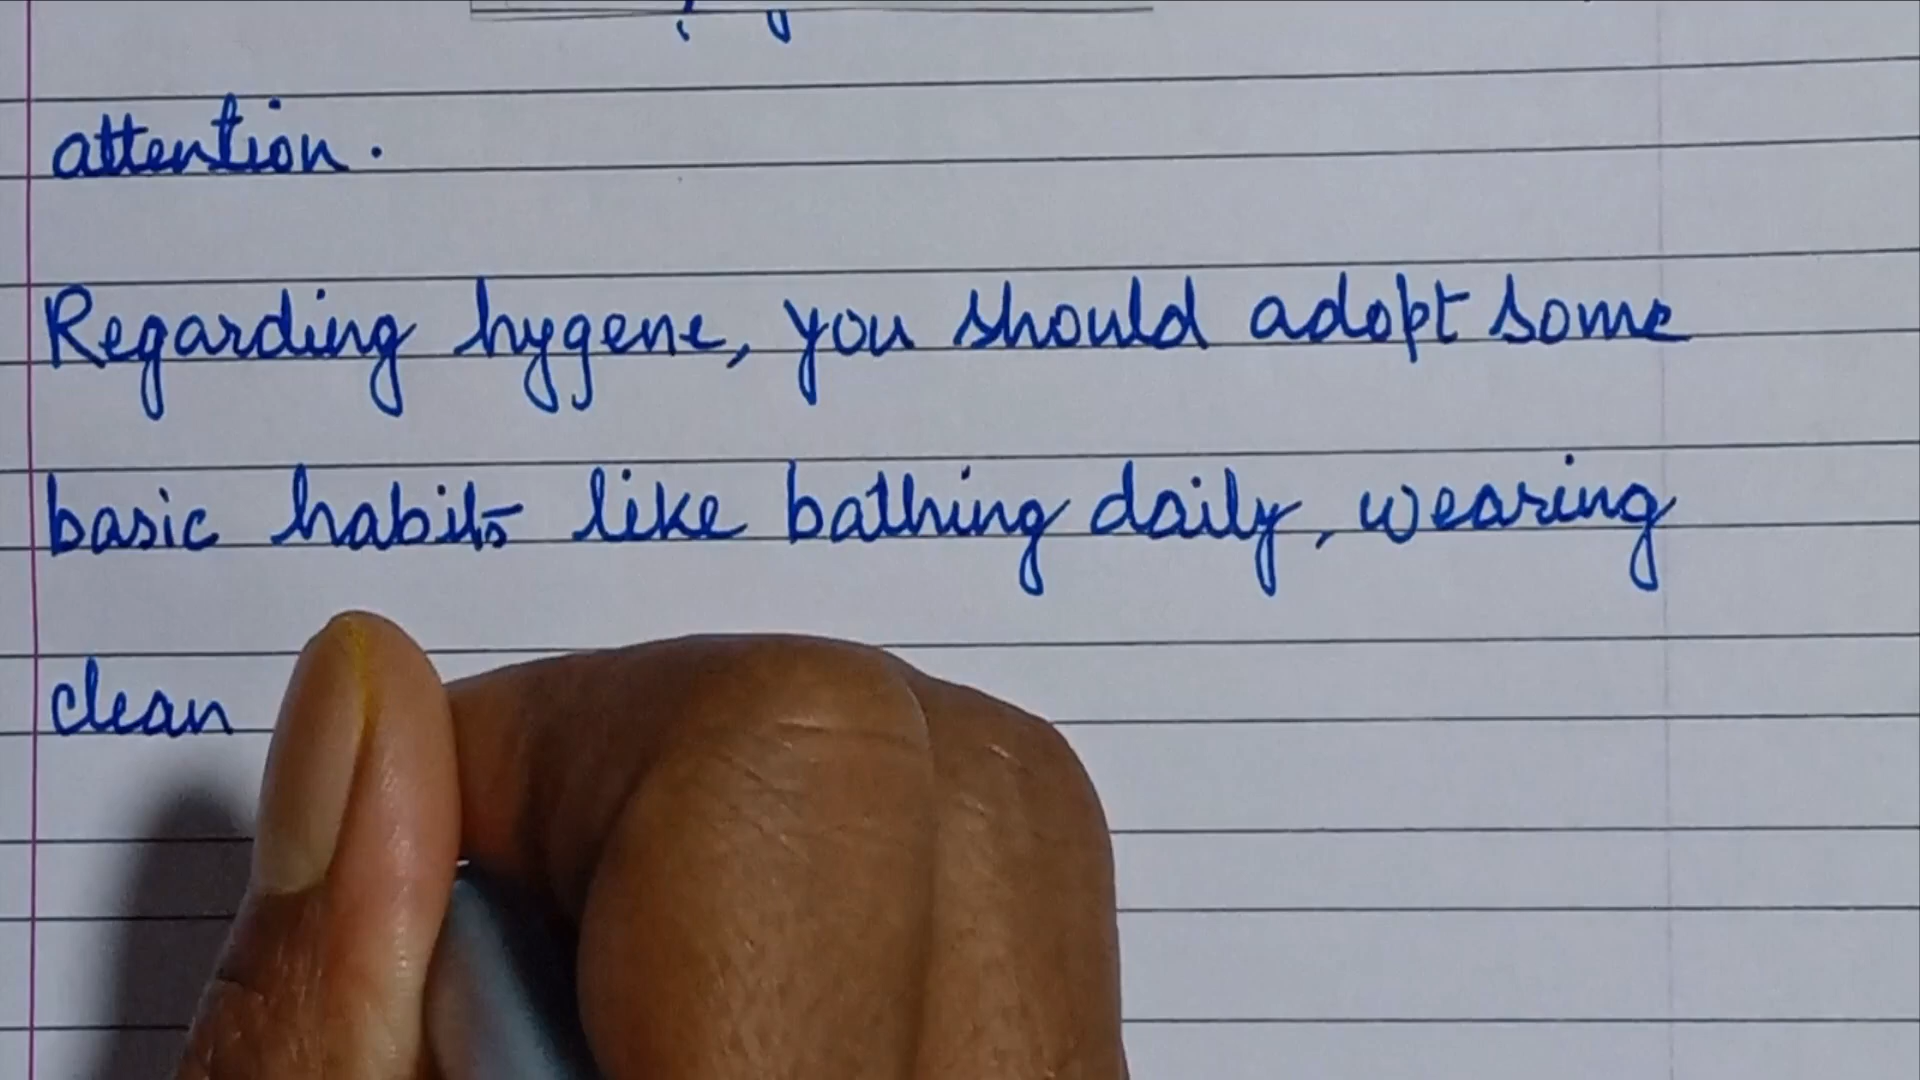 attention.
Regarding hygene, you should adopt some
basic habits like bathing daily, wearing
clean